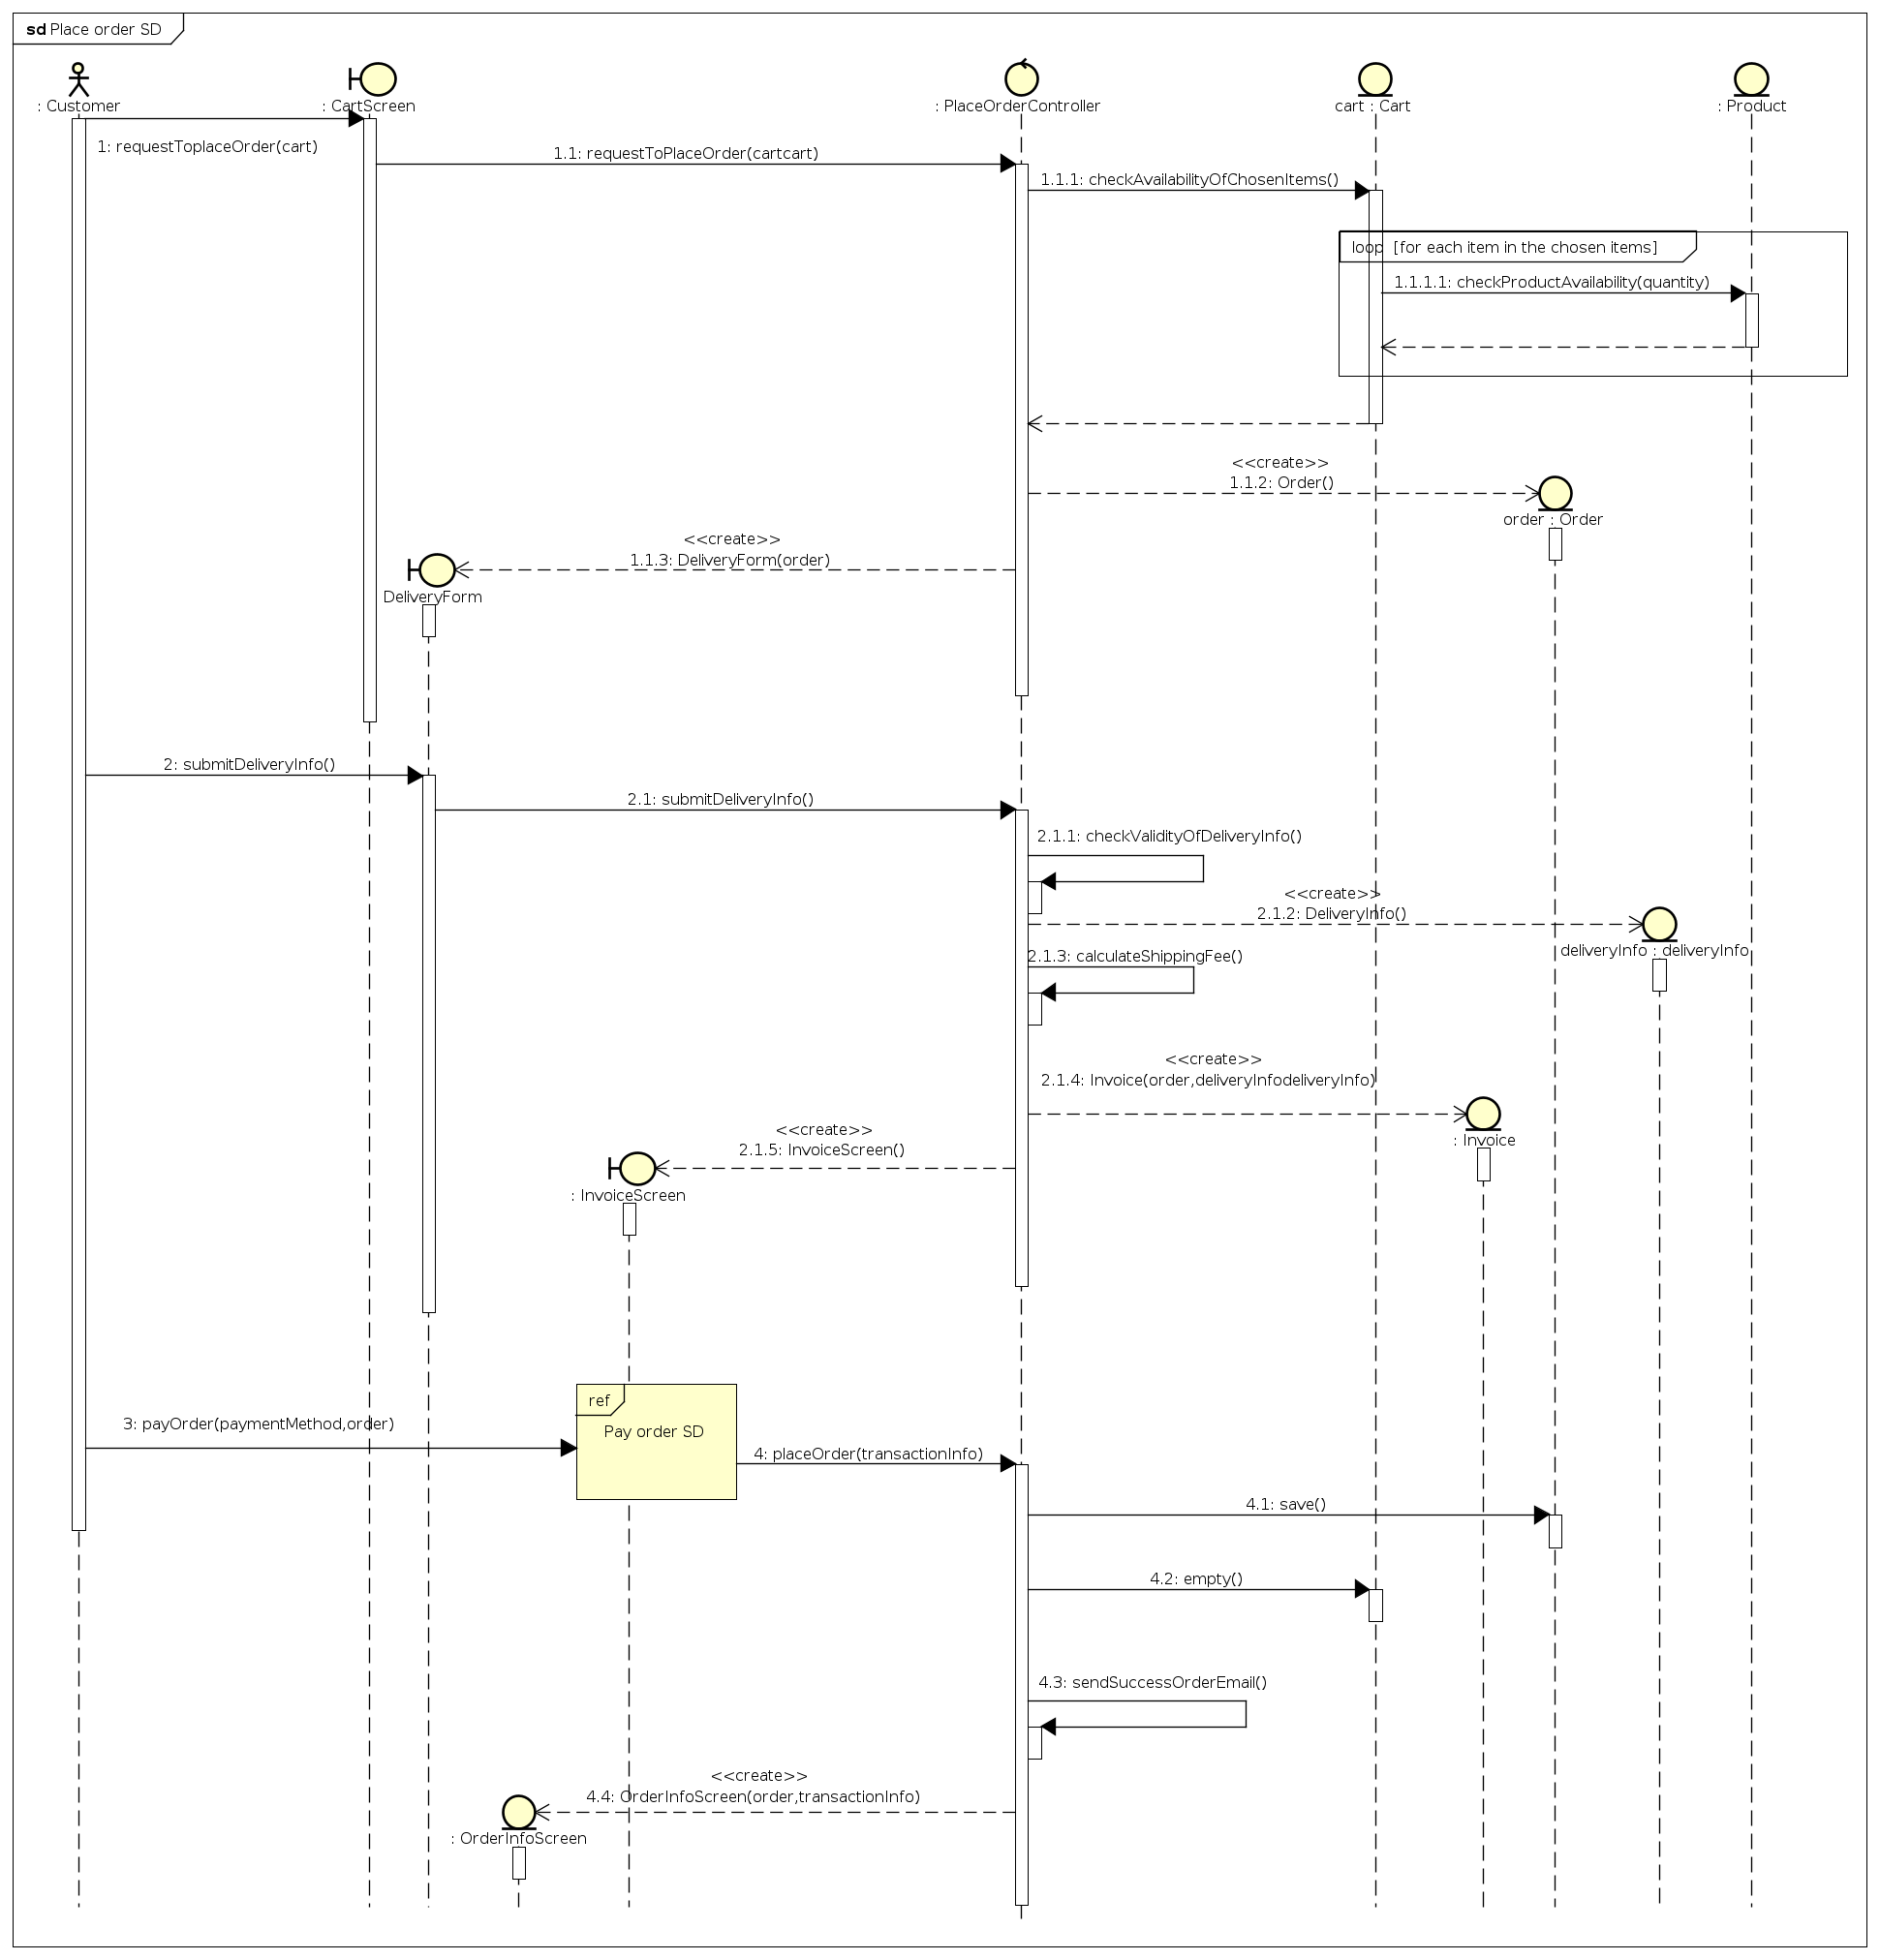 sd Place order SD
: Customer
: CartScreen
: PlaceOrderController
cart : Cart
: Product
1: requestToplaceOrder(cart)
1.1: requestToPlaceOrder(cartcart)
1.1.1: checkAvailabilityOfChosenItems()
loop [for each item in the chosen items]
1.1.1.1: checkProductAvailability(quantity)
<<create>>
1.1.2: Order()
order : Order
<<create>>
1.1.3: DeliveryForm(order)
DeliveryForm
2: submitDeliveryInfo()
2.1: submitDeliveryInfo()
2.1.1: checkValidityOfDeliveryInfo()
<<create>>
2.1.2: DeliveryInfo()
deliveryInfo : deliveryInfo
2.1.3: calculateShippingFee()
<<create>>
2.1.4: Invoice(order,deliveryInfodeliveryInfo)
: Invoice
<<create>>
2.1.5: InvoiceScreen()
: InvoiceScreen
ref
Pay order SD
3: payOrder(paymentMethod,order)
4: placeOrder(transactionInfo)
4.1: save()
4.2: empty()
4.3: sendSuccessOrderEmail()
<<create>>
4.4: OrderInfoScreen(order,transactionInfo)
: OrderInfoScreen